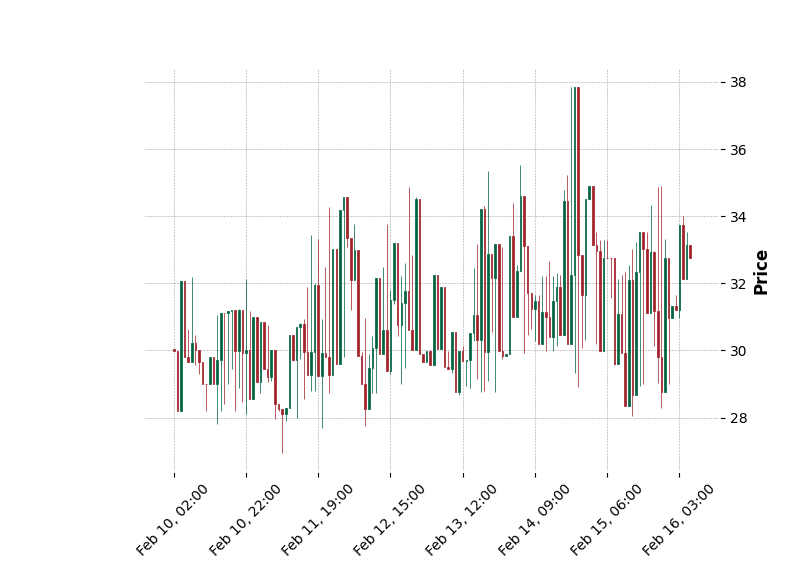 38
36
34
32
30
28
Price
Feb 10, 02:00
Feb 10, 22:00
Feb 11, 19:00
Feb 12, 15:00
Feb 13, 12:00
Feb 14, 09:00
Feb 15, 06:00
Feb 16, 03:00